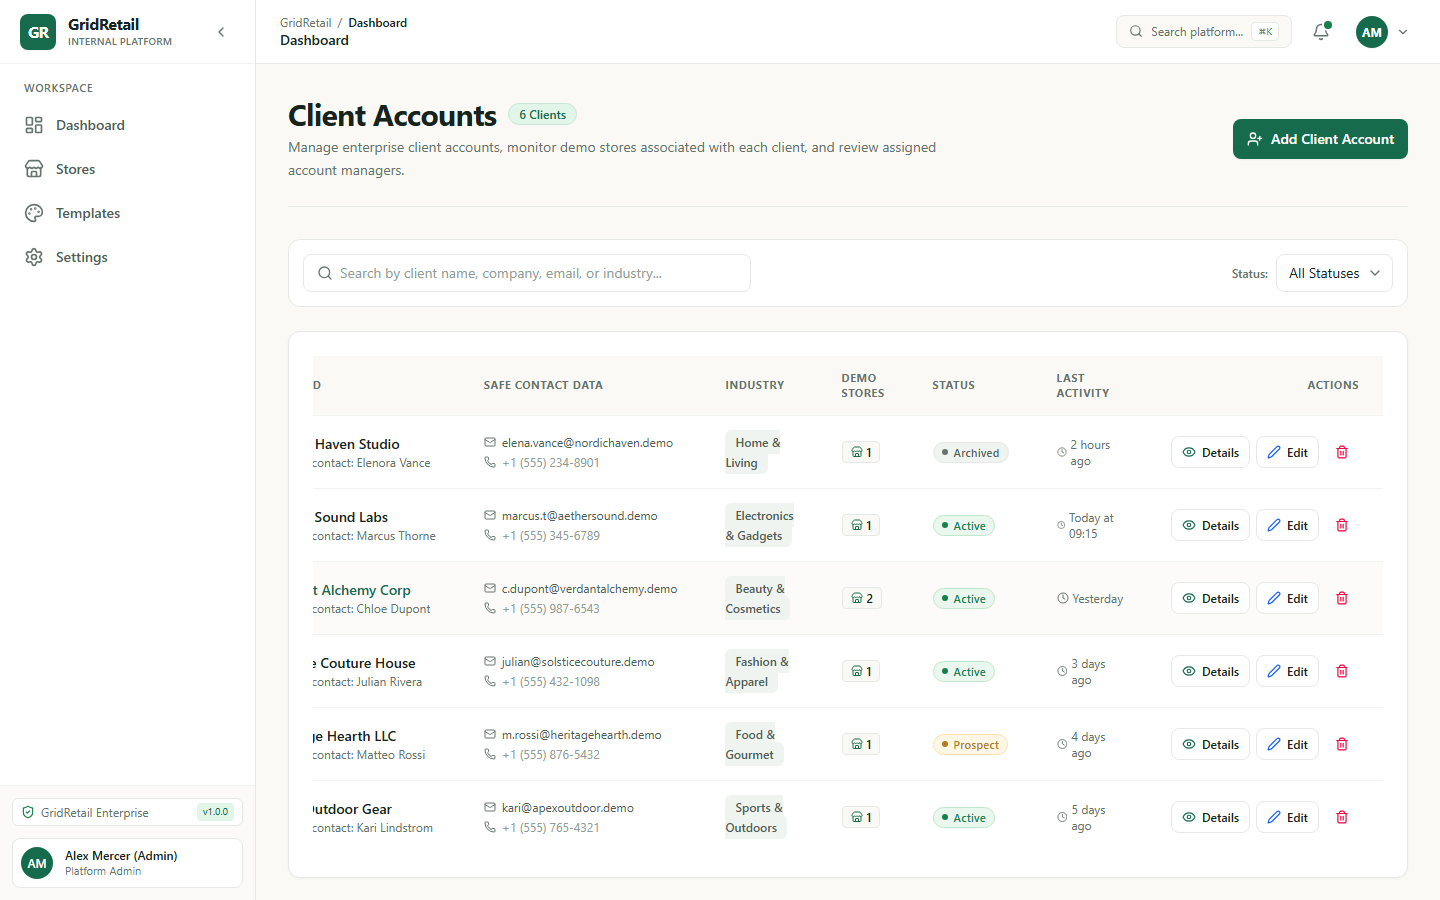 GR
GridRetail
INTERNAL PLATFORM
WORKSPACE
Dashboard
Stores
Templates
Settings
GridRetail Enterprise
v1.0.0
AM
Alex Mercer (Admin)
Platform Admin
GridRetail / Dashboard
Dashboard
Search platform...
⌘K
AM
Client Accounts
6 Clients
Manage enterprise client accounts, monitor demo stores associated with each client, and review assigned
account managers.
Add Client Account
Search by client name, company, email, or industry...
Status:
All Statuses
D
SAFE CONTACT DATA
INDUSTRY
DEMO
STORES
STATUS
LAST
ACTIVITY
ACTIONS
Haven Studio
contact: Elenora Vance
elena.vance@nordichaven.demo
+1 (555) 234-8901
Home &
Living
1
Archived
2 hours
ago
Details
Edit
Sound Labs
contact: Marcus Thorne
marcus.t@aethersound.demo
+1 (555) 345-6789
Electronics
& Gadgets
1
Active
Today at
09:15
Details
Edit
t Alchemy Corp
contact: Chloe Dupont
c.dupont@verdantalchemy.demo
+1 (555) 987-6543
Beauty &
Cosmetics
2
Active
Yesterday
Details
Edit
e Couture House
contact: Julian Rivera
julian@solsticecouture.demo
+1 (555) 432-1098
Fashion &
Apparel
1
Active
3 days
ago
Details
Edit
ge Hearth LLC
contact: Matteo Rossi
m.rossi@heritagehearth.demo
+1 (555) 876-5432
Food &
Gourmet
1
Prospect
4 days
ago
Details
Edit
Outdoor Gear
contact: Kari Lindstrom
kari@apexoutdoor.demo
+1 (555) 765-4321
Sports &
Outdoors
1
Active
5 days
ago
Details
Edit